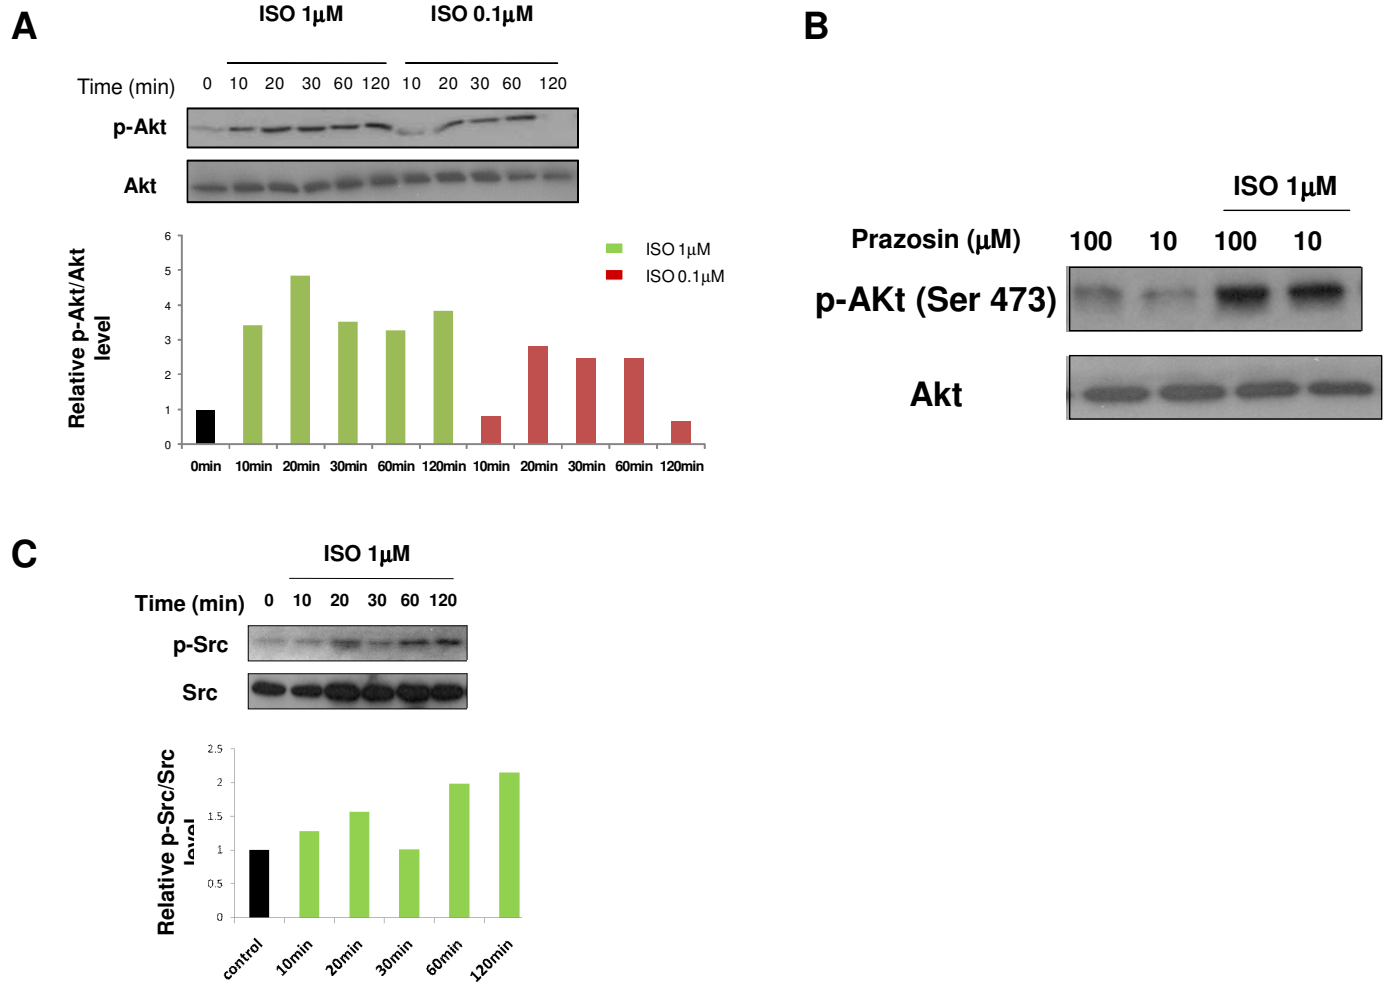 A
ISO 1μM ISO 0.1μM
Time (min) 0 10 20 30 60 120 10 20 30 60 120
p-Akt
Akt
Relative p-Akt/Akt
level
6
5
4
3
2
1
0
ISO 1μM
ISO 0.1μM
0min 10min 20min 30min 60min 120min 10min 20min 30min 60min 120min
B
ISO 1μM
Prazosin (μM) 100 10 100 10
p-AKt (Ser 473)
Akt
C
ISO 1μM
Time (min) 0 10 20 30 60 120
p-Src
Src
Relative p-Src/Src
level
2.5
2
1.5
1
0.5
0
control 10min 20min 30min 60min 120min